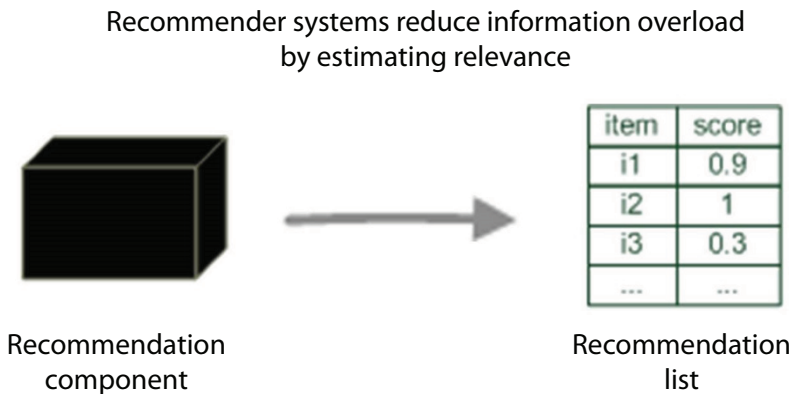 Recommender systems reduce information overload
by estimating relevance
item score
i1 0.9
i2 1
i3 0.3
... ...
Recommendation
component
Recommendation
list